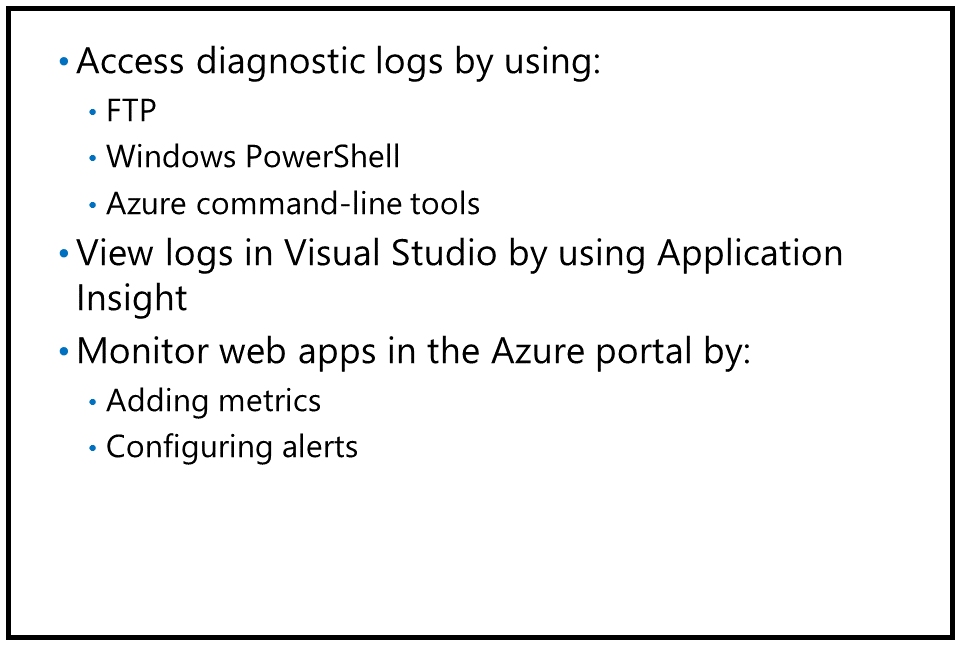 • Access diagnostic logs by using:
• FTP
• Windows PowerShell
• Azure command-line tools
• View logs in Visual Studio by using Application
Insight
• Monitor web apps in the Azure portal by:
• Adding metrics
• Configuring alerts